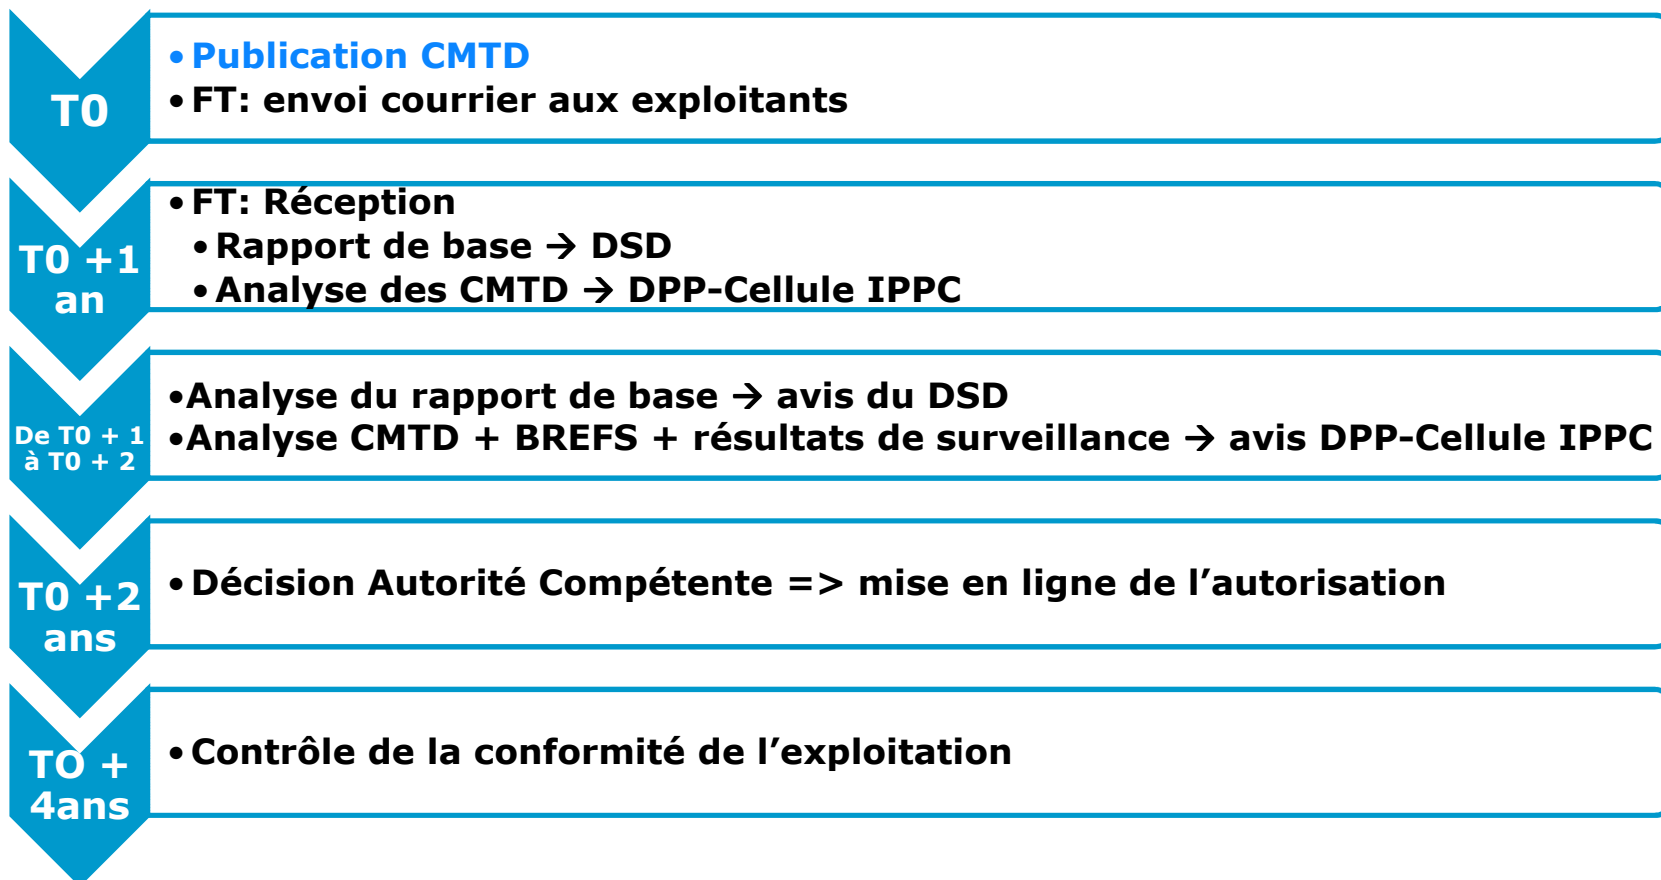 T0
• Publication CMTD
• FT: envoi courrier aux exploitants
T0 +1
an
• FT: Réception
• Rapport de base → DSD
• Analyse des CMTD → DPP-Cellule IPPC
De T0 + 1
à T0 + 2
•Analyse du rapport de base → avis du DSD
•Analyse CMTD + BREFS + résultats de surveillance → avis DPP-Cellule IPPC
T0 +2
ans
• Décision Autorité Compétente => mise en ligne de l’autorisation
TO +
4ans
• Contrôle de la conformité de l’exploitation